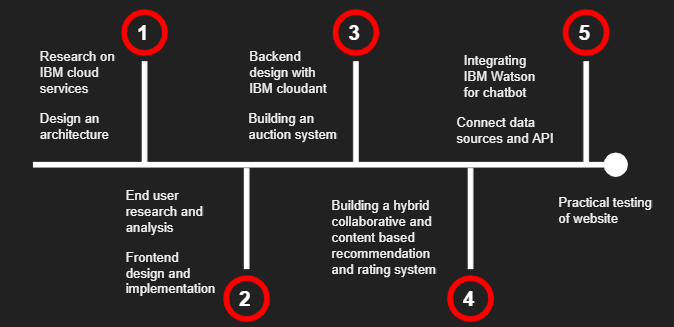 1
Research on
IBM cloud
services
Design an
architecture
2
End user
research and
analysis
Frontend
design and
implementation
3
Backend
design with
IBM cloudant
Building an
auction system
4
Building a hybrid
collaborative and
content based
recommendation
and rating system
5
Integrating
IBM Watson
for chatbot
Connect data
sources and API
Practical testing
of website